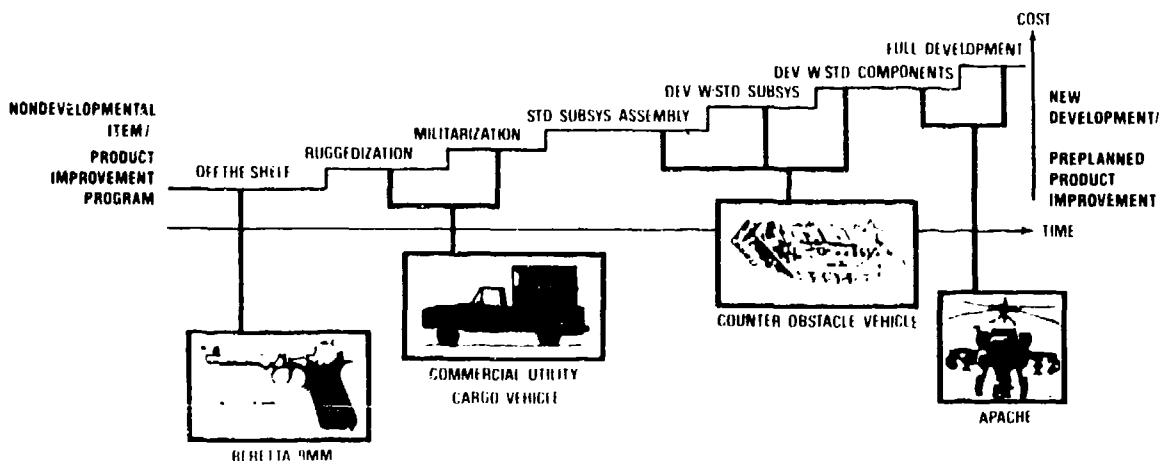 COST
FULL DEVELOPMENT
DEV W-STD COMPONENTS
DEV W-STD SUBSYS
STD SUBSYS ASSEMBLY
MILITARIZATION
RUGGEDIZATION
OFF THE SHELF
NONDEVELOPMENTAL
ITEM/
PRODUCT
IMPROVEMENT
PROGRAM
NEW
DEVELOPMENT/
PREPLANNED
PRODUCT
IMPROVEMENT
TIME
COUNTER OBSTACLE VEHICLE
COMMERCIAL UTILITY
CARGO VEHICLE
APACHE
BERETTA 9MM